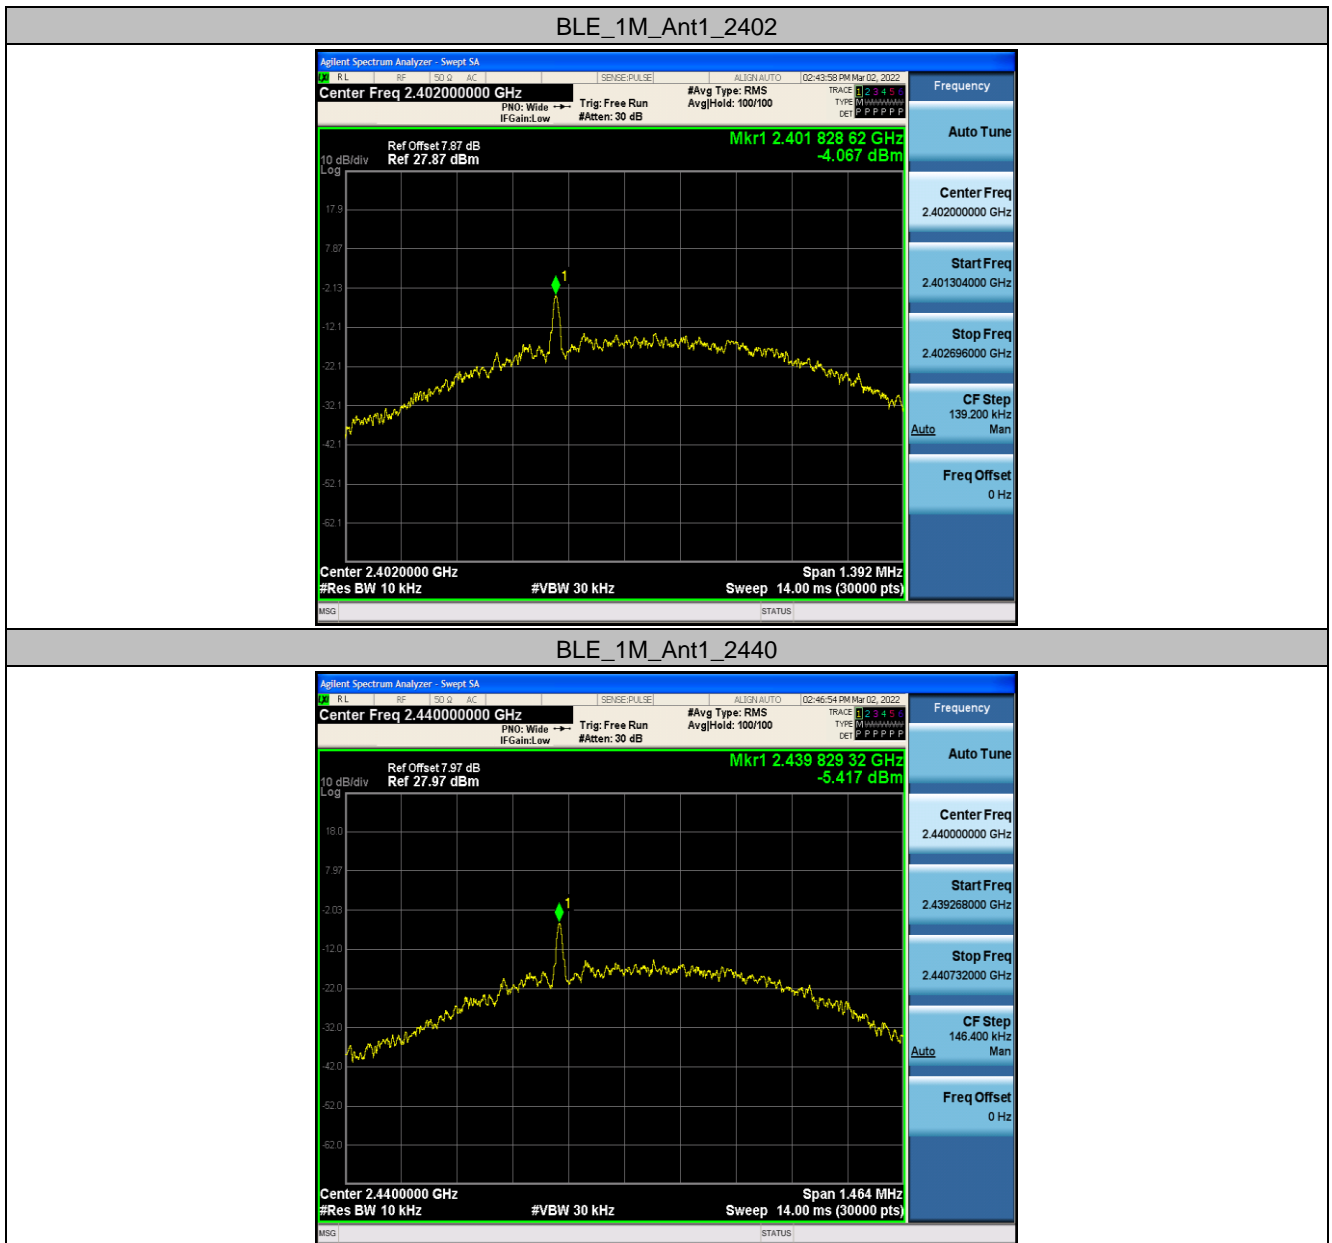 BLE_1M_Ant1_2402
Agilent Spectrum Analyzer - Swept SA
RL RF 50 Ω AC SENSE:PULSE ALIGN AUTO 02:43:58 PM Mar 02, 2022
Center Freq 2.402000000 GHz
PNO: Wide
IFGain:Low
Trig: Free Run
#Atten: 30 dB
#Avg Type: RMS
Avg|Hold: 100/100
TRACE 1 2 3 4 5 6
TYPE M W W W W W
DET P P P P P P
Frequency
Mkr1 2.401 828 62 GHz
-4.067 dBm
Ref Offset 7.87 dB
10 dB/div Ref 27.87 dBm
Log
17.9
7.87
-2.13
-12.1
-22.1
-32.1
-42.1
-52.1
-62.1
1
Center 2.4020000 GHz Span 1.392 MHz
#Res BW 10 kHz #VBW 30 kHz Sweep 14.00 ms (30000 pts)
MSG STATUS
Auto Tune
Center Freq
2.402000000 GHz
Start Freq
2.401304000 GHz
Stop Freq
2.402696000 GHz
CF Step
139.200 kHz
Auto Man
Freq Offset
0 Hz
BLE_1M_Ant1_2440
Agilent Spectrum Analyzer - Swept SA
RL RF 50 Ω AC SENSE:PULSE ALIGN AUTO 02:46:54 PM Mar 02, 2022
Center Freq 2.440000000 GHz
PNO: Wide
IFGain:Low
Trig: Free Run
#Atten: 30 dB
#Avg Type: RMS
Avg|Hold: 100/100
TRACE 1 2 3 4 5 6
TYPE M W W W W W
DET P P P P P P
Frequency
Mkr1 2.439 829 32 GHz
-5.417 dBm
Ref Offset 7.97 dB
10 dB/div Ref 27.97 dBm
Log
18.0
7.97
-2.03
-12.0
-22.0
-32.0
-42.0
-52.0
-62.0
1
Center 2.4400000 GHz Span 1.464 MHz
#Res BW 10 kHz #VBW 30 kHz Sweep 14.00 ms (30000 pts)
MSG STATUS
Auto Tune
Center Freq
2.440000000 GHz
Start Freq
2.439268000 GHz
Stop Freq
2.440732000 GHz
CF Step
146.400 kHz
Auto Man
Freq Offset
0 Hz